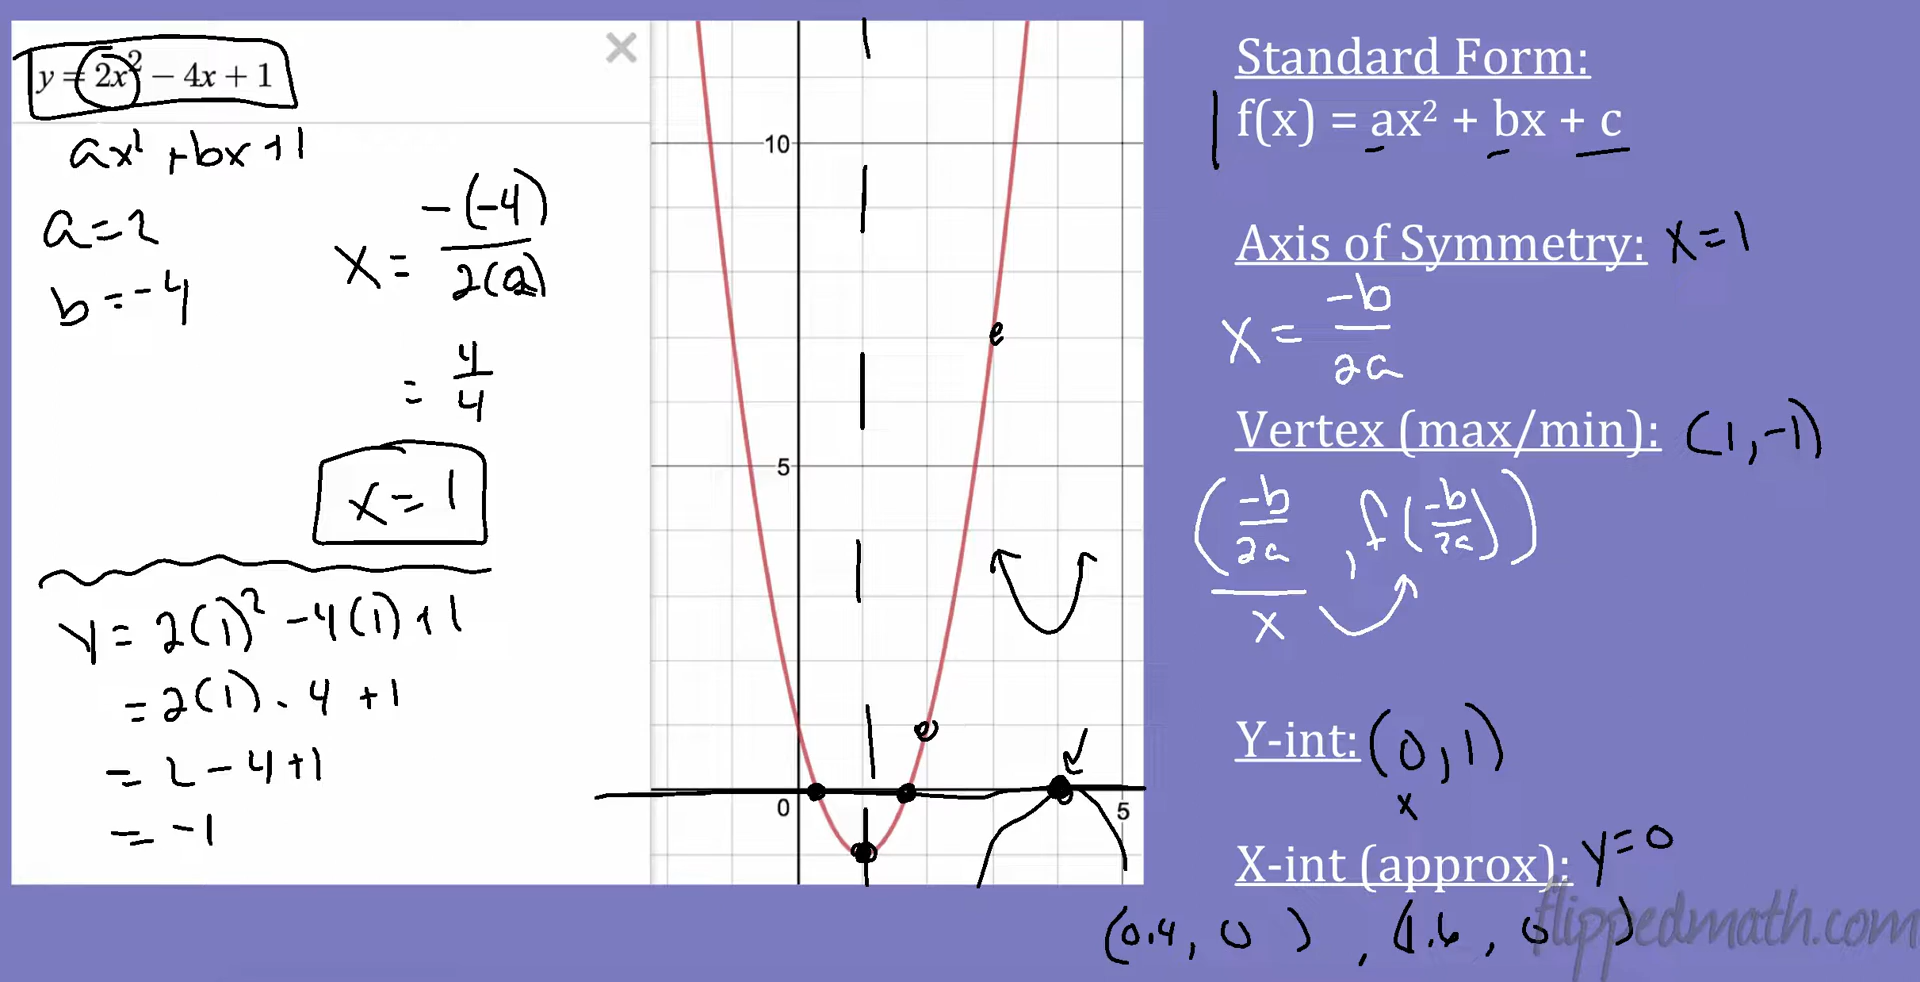 y = 2x² − 4x + 1
ax² + bx + 1
a = 2
b = -4
x = -(-4) / 2(2)
= 4/4
x = 1
y = 2(1)² - 4(1) + 1
= 2(1) - 4 + 1
= 2 - 4 + 1
= -1
10
5
0
5
Standard Form:
f(x) = ax² + bx + c
Axis of Symmetry: x = 1
x = -b/2a
Vertex (max/min): (1, -1)
(-b/2a, f(-b/2a))
x
Y-int: (0, 1)
x
X-int (approx): y = 0
(0.4, 0), (1.6, 0)
flippedmath.com